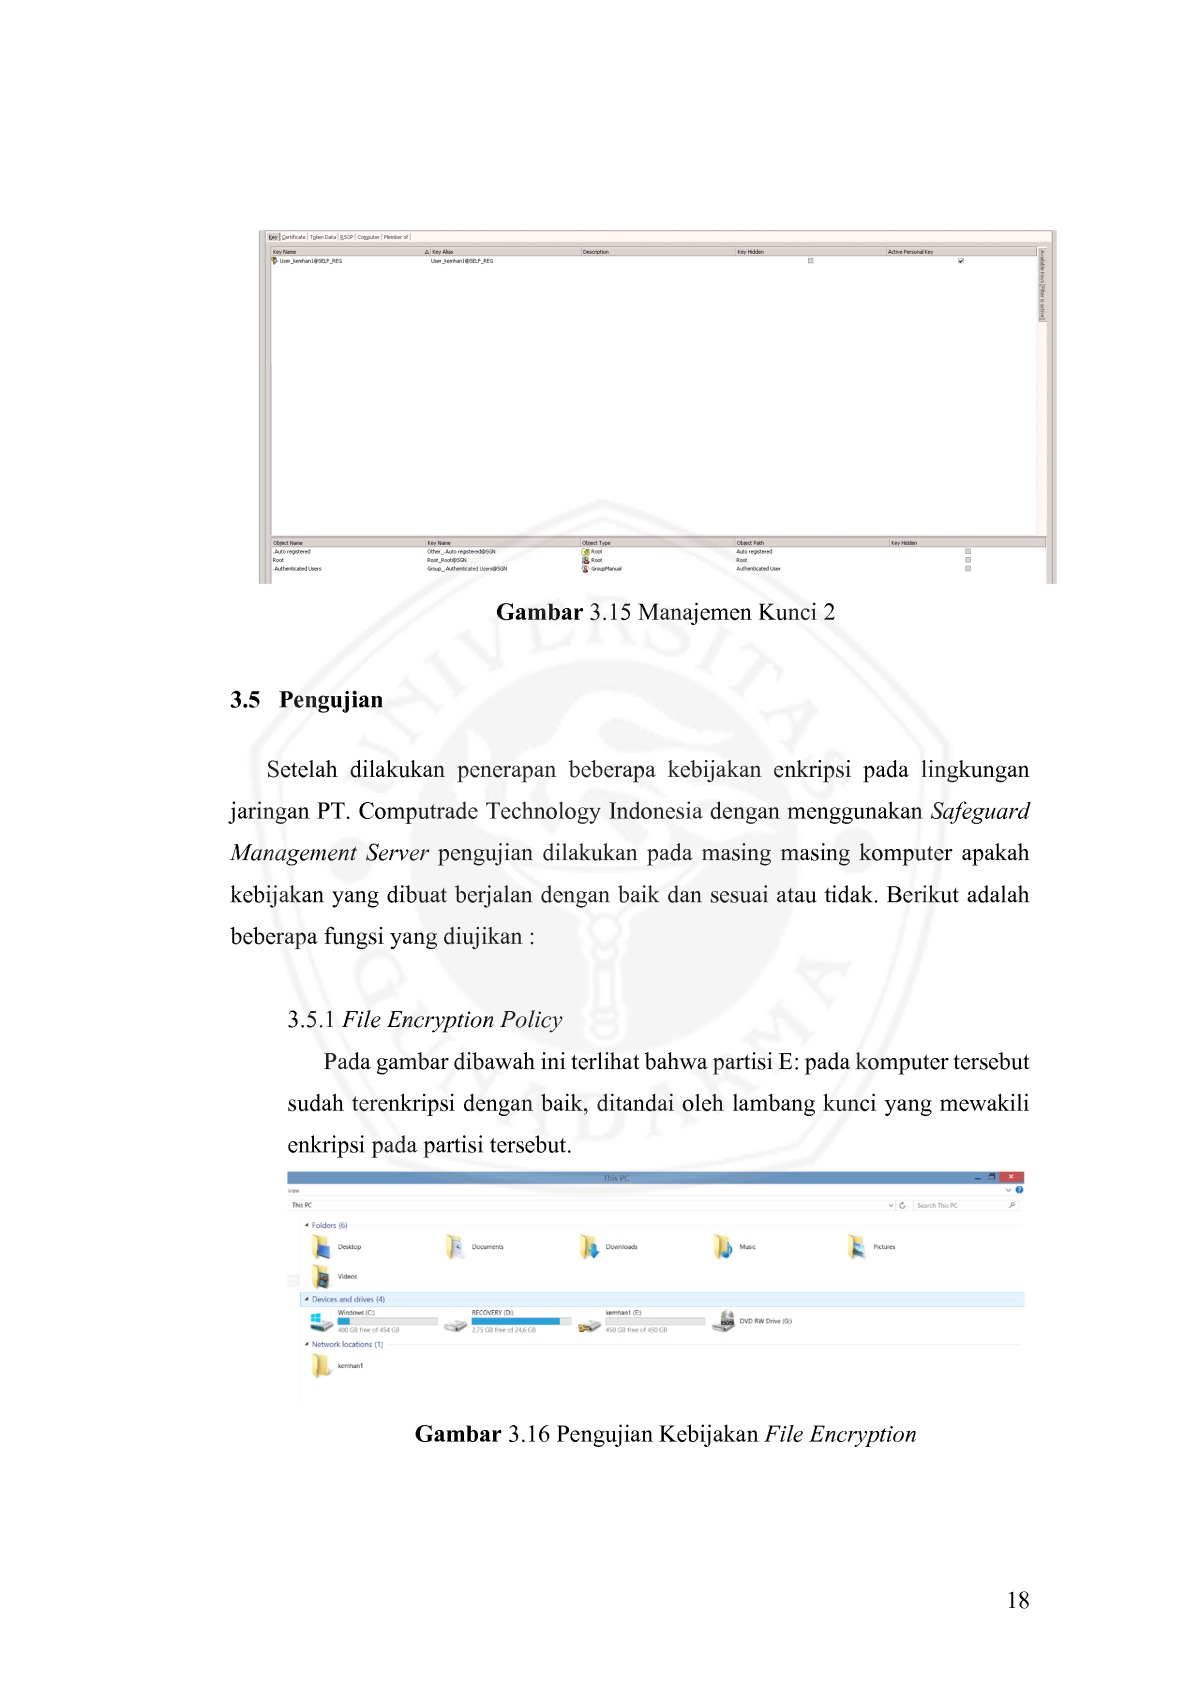 Key Certificate Token Data RSOP Computer Member of
Key Name Key Alias Description Key Hidden Active Personal Key
User_kemhan1@SELF_REG User_kemhan1@SELF_REG
Available Keys [Filter is active]
Object Name Key Name Object Type Object Path Key Hidden
.Auto registered Other_.Auto registered@SGN Root Auto registered
Root Root_Root@SGN Root Root
.Authenticated Users Group_.Authenticated Users@SGN GroupManual Authenticated User
Gambar 3.15 Manajemen Kunci 2
3.5 Pengujian
Setelah dilakukan penerapan beberapa kebijakan enkripsi pada lingkungan
jaringan PT. Computrade Technology Indonesia dengan menggunakan Safeguard
Management Server pengujian dilakukan pada masing masing komputer apakah
kebijakan yang dibuat berjalan dengan baik dan sesuai atau tidak. Berikut adalah
beberapa fungsi yang diujikan :
3.5.1 File Encryption Policy
Pada gambar dibawah ini terlihat bahwa partisi E: pada komputer tersebut
sudah terenkripsi dengan baik, ditandai oleh lambang kunci yang mewakili
enkripsi pada partisi tersebut.
This PC
View
This PC Search This PC
Folders (6)
Desktop Documents Downloads Music Pictures
Videos
Devices and drives (4)
Windows (C:) RECOVERY (D:) kemhan1 (E:) DVD RW Drive (G:)
400 GB free of 454 GB 2,75 GB free of 24,6 GB 450 GB free of 450 GB
Network locations (1)
kemhan1
Gambar 3.16 Pengujian Kebijakan File Encryption
18
UNIVERSITAS
GUNADARMA